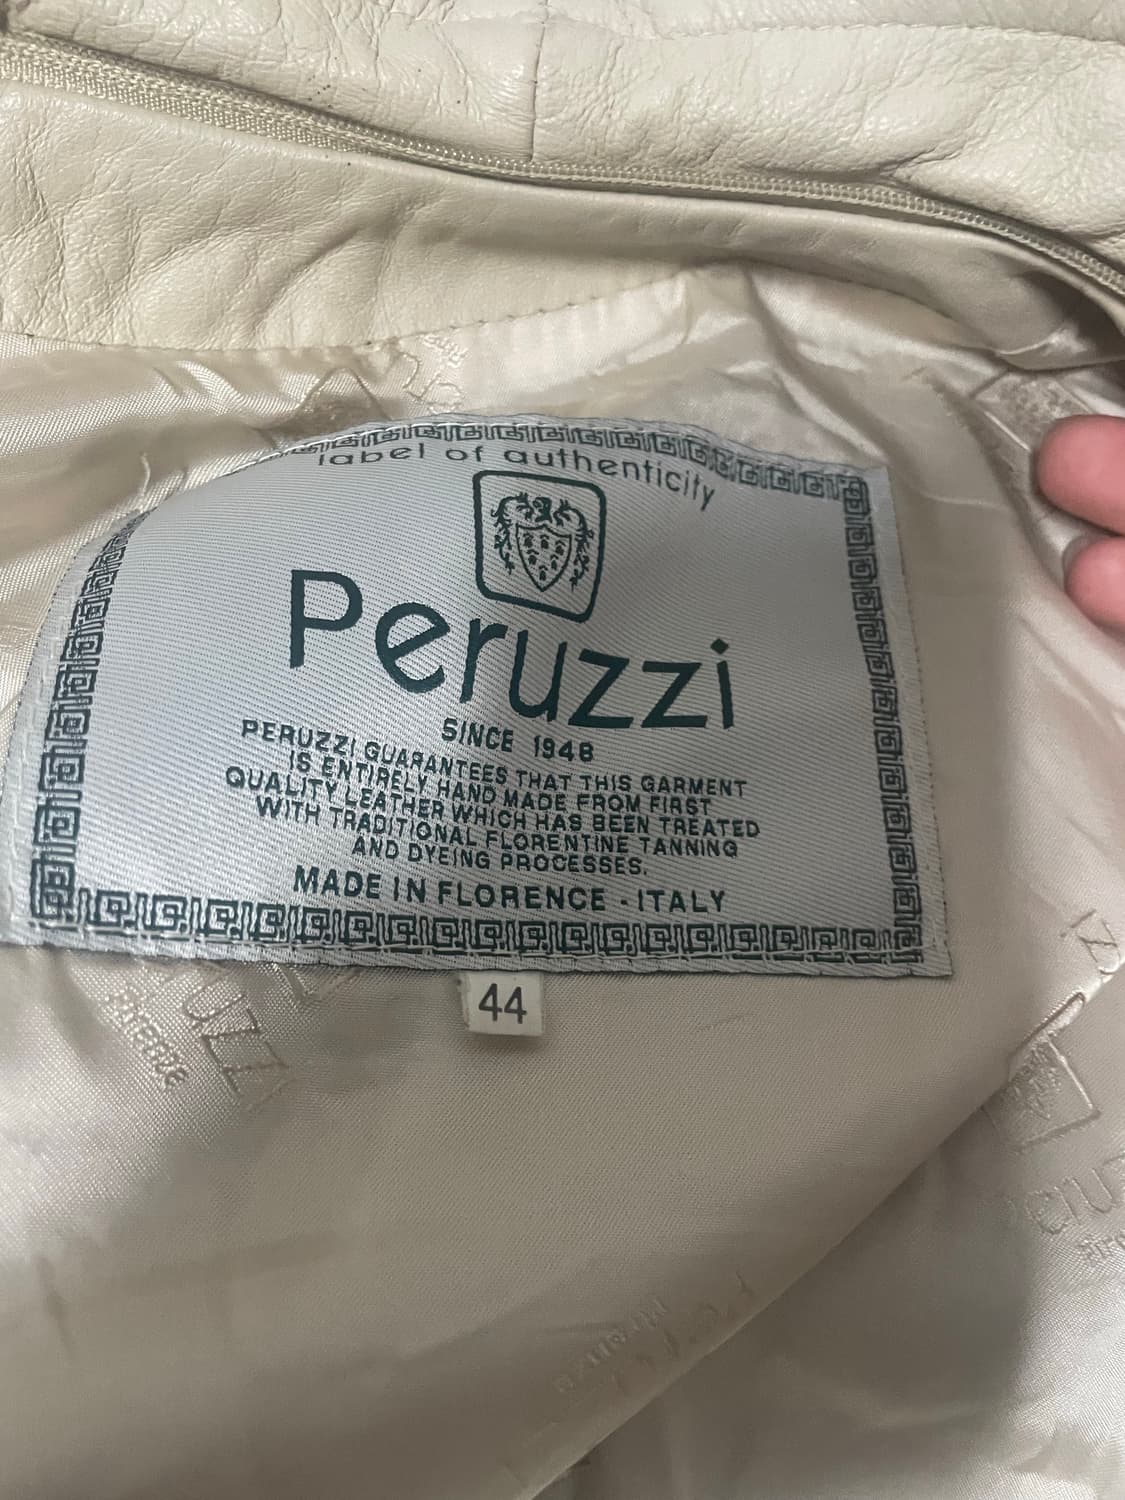 label of authenticity
Peruzzi
SINCE 1948
PERUZZI GUARANTEES THAT THIS GARMENT
IS ENTIRELY HAND MADE FROM FIRST
QUALITY LEATHER WHICH HAS BEEN TREATED
WITH TRADITIONAL FLORENTINE TANNING
AND DYEING PROCESSES.
MADE IN FLORENCE - ITALY
44